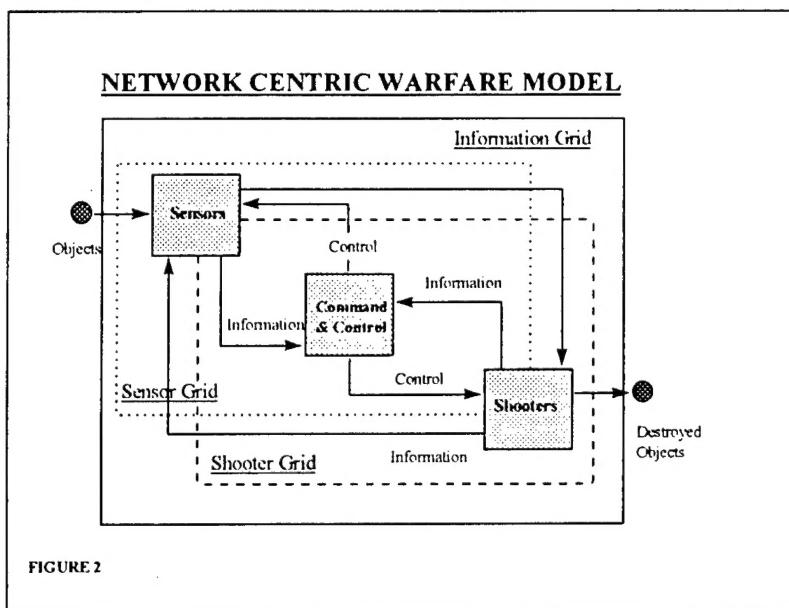 NETWORK CENTRIC WARFARE MODEL
Information Grid
Sensors
Objects
Control
Information
Command
& Control
Information
Control
Sensor Grid
Shooters
Information
Shooter Grid
Destroyed
Objects
FIGURE 2